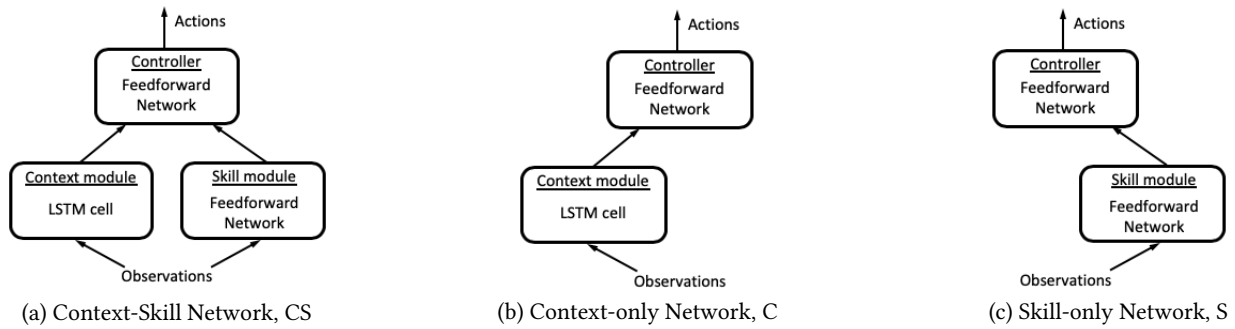 Actions
Controller
Feedforward
Network
Context module
LSTM cell
Skill module
Feedforward
Network
Observations
(a) Context-Skill Network, CS
Actions
Controller
Feedforward
Network
Context module
LSTM cell
Observations
(b) Context-only Network, C
Actions
Controller
Feedforward
Network
Skill module
Feedforward
Network
Observations
(c) Skill-only Network, S